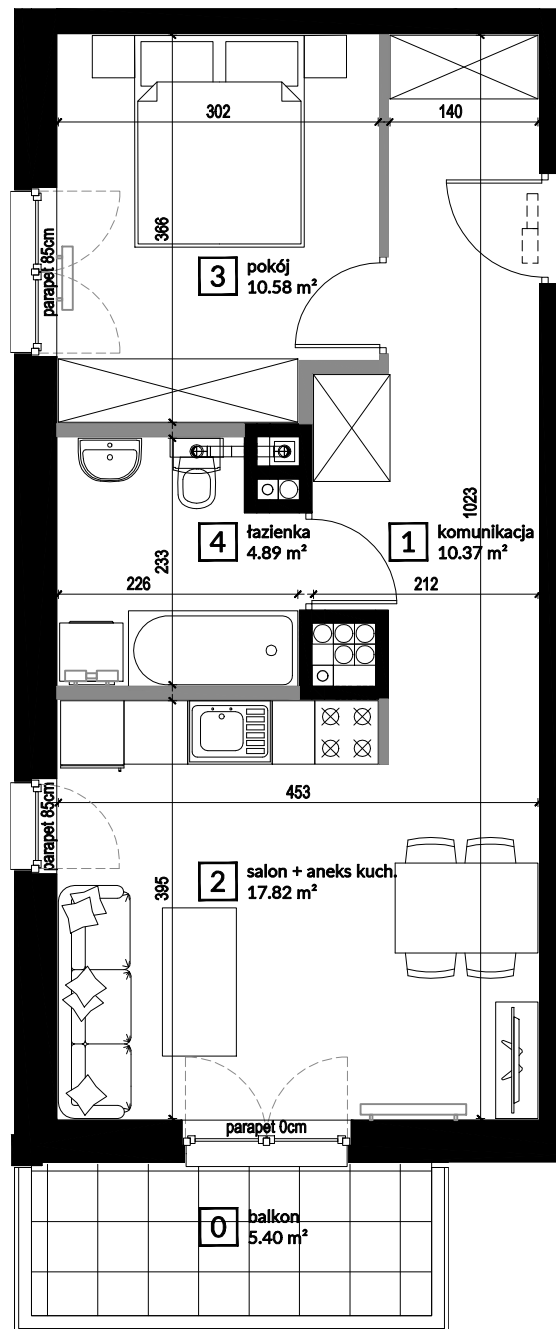 302
140
366
parapet 85cm
3
pokój
10.58 m²
1023
4
łazienka
4.89 m²
1
komunikacja
10.37 m²
233
226
212
453
parapet 85cm
395
2
salon + aneks kuch.
17.82 m²
parapet 0cm
0
balkon
5.40 m²